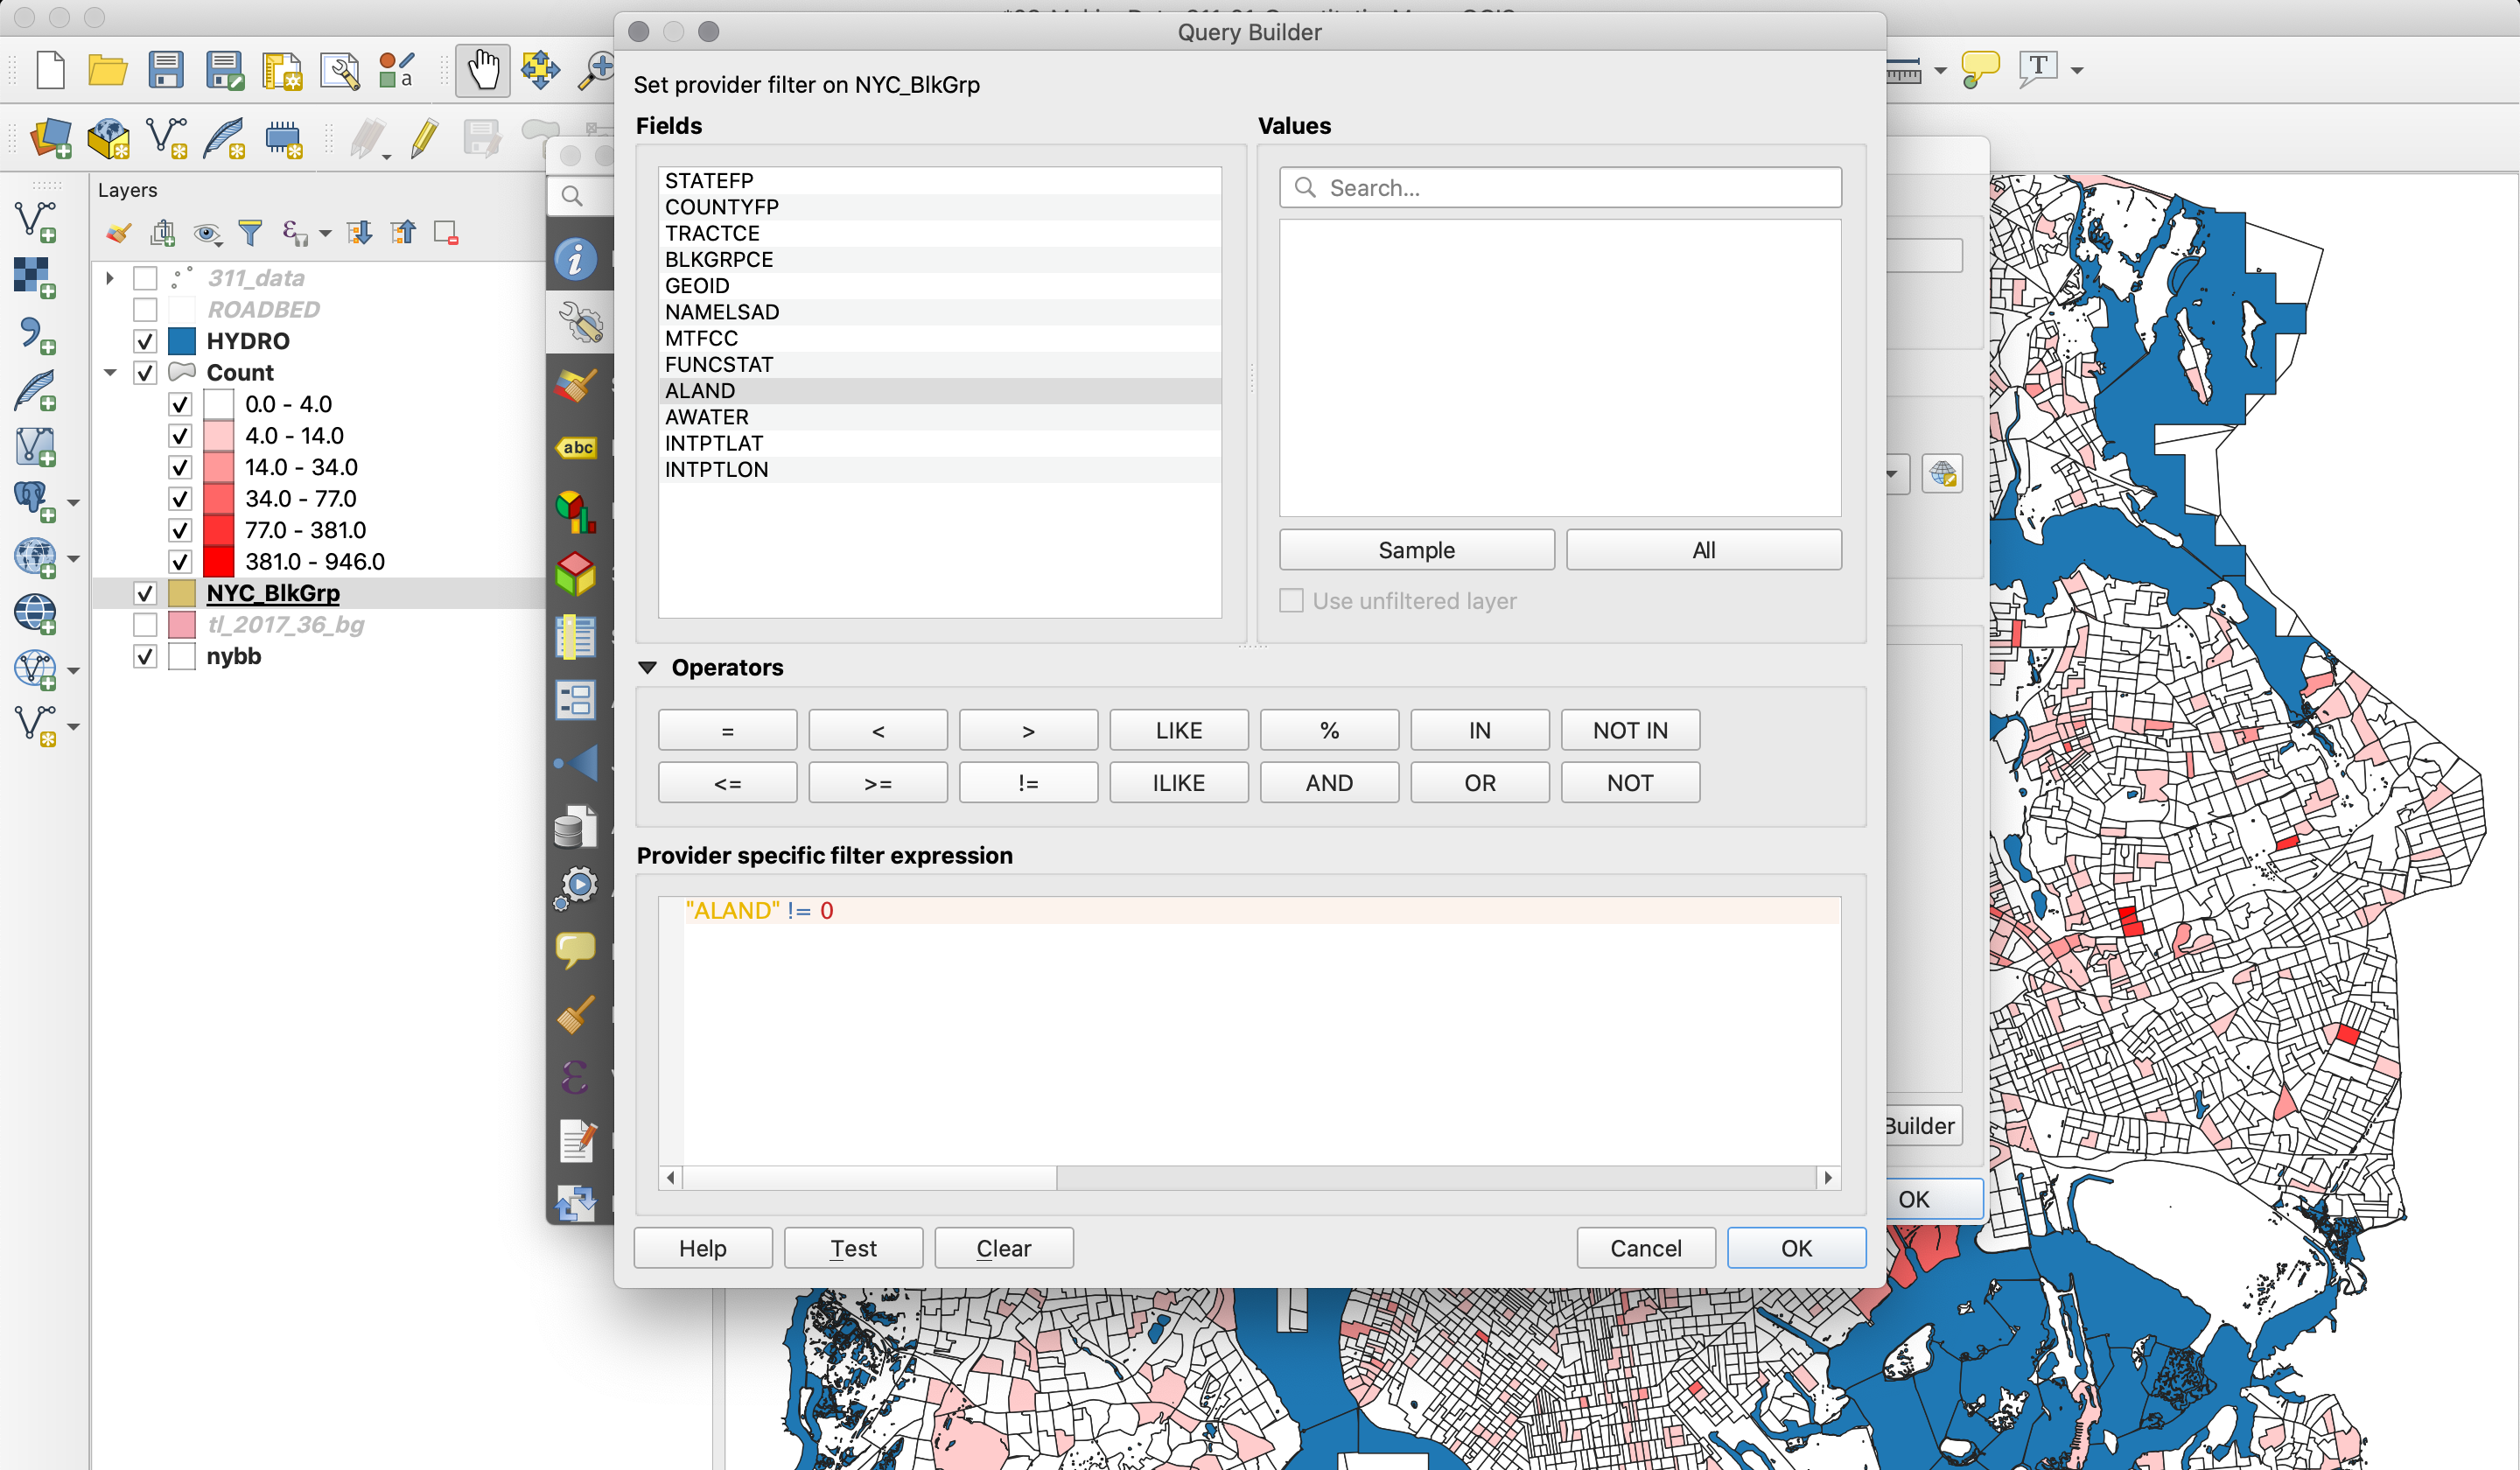 Query Builder
Set provider filter on NYC_BlkGrp
Fields
Values
STATEFP
COUNTYFP
TRACTCE
BLKGRPCE
GEOID
NAMELSAD
MTFCC
FUNCSTAT
ALAND
AWATER
INTPTLAT
INTPTLON
Search...
Sample
All
Use unfiltered layer
Operators
=
<
>
LIKE
%
IN
NOT IN
<=
>=
!=
ILIKE
AND
OR
NOT
Provider specific filter expression
"ALAND" != 0
Help
Test
Clear
Cancel
OK
Layers
311_data
ROADBED
HYDRO
Count
0.0 - 4.0
4.0 - 14.0
14.0 - 34.0
34.0 - 77.0
77.0 - 381.0
381.0 - 946.0
NYC_BlkGrp
tl_2017_36_bg
nybb
abc
Builder
OK
a
T